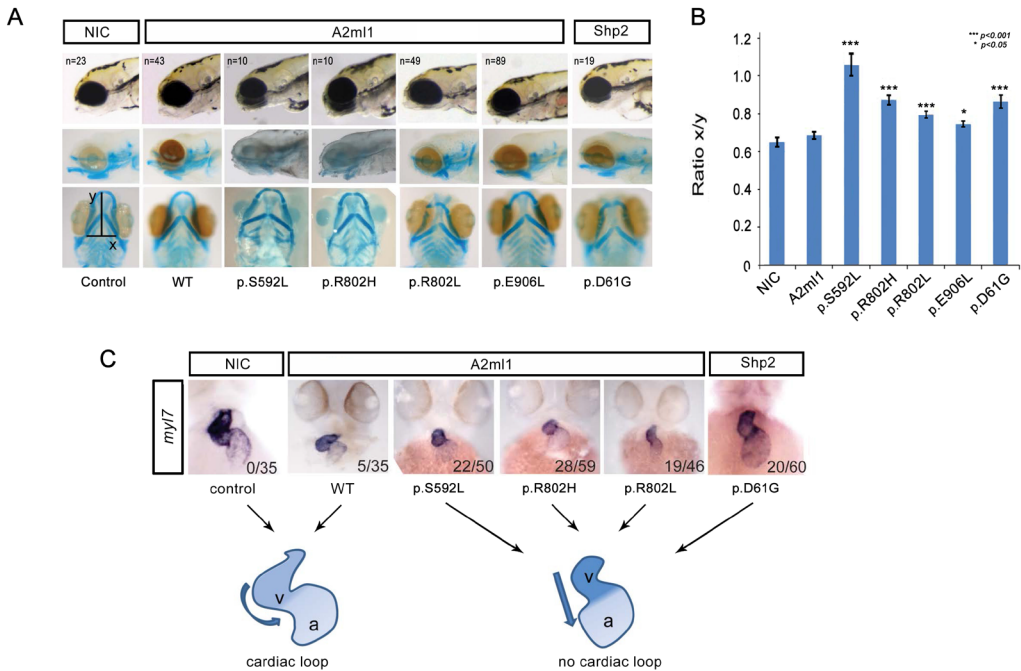 A
NIC A2ml1 Shp2
n=23 n=43 n=10 n=10 n=49 n=89 n=19
y
x
Control WT p.S592L p.R802H p.R802L p.E906L p.D61G
B
*** p<0.001
* p<0.05
Ratio x/y
1.2
1.0
0.8
0.6
0.4
0.2
0
*** *** *** * ***
NIC A2ml1 p.S592L p.R802H p.R802L p.E906L p.D61G
C
NIC A2ml1 Shp2
myl7
0/35 5/35 22/50 28/59 19/46 20/60
control WT p.S592L p.R802H p.R802L p.D61G
v
a
cardiac loop
v
a
no cardiac loop